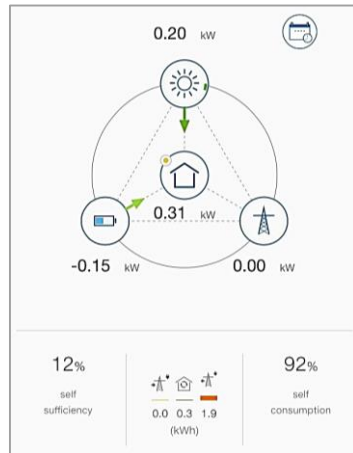 0.20 kW
0.31 kW
-0.15 kW
0.00 kW
12%
self
sufficiency
0.0 0.3 1.9
(kWh)
92%
self
consumption